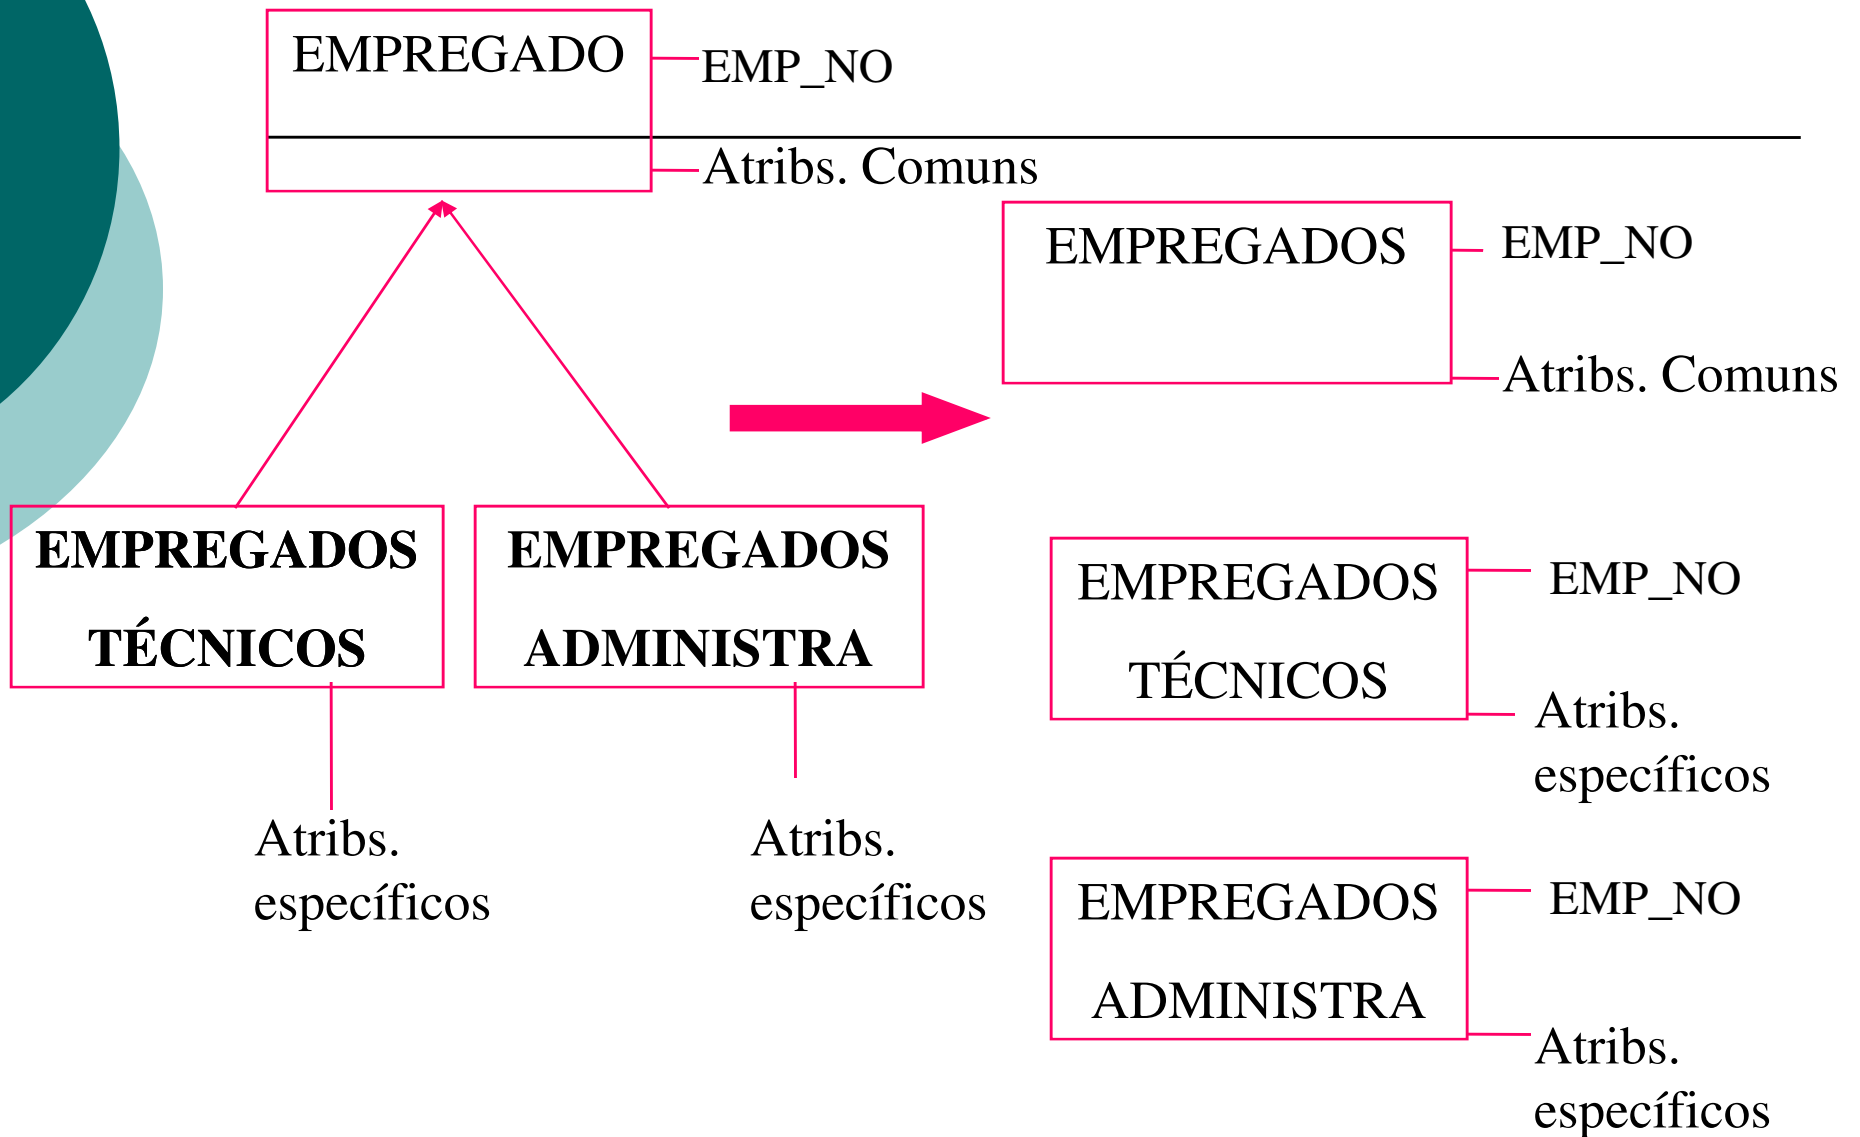 EMPREGADO
EMP_NO
Atribs. Comuns
EMPREGADOS
TÉCNICOS
Atribs.
específicos
EMPREGADOS
ADMINISTRA
Atribs.
específicos
EMPREGADOS
EMP_NO
Atribs. Comuns
EMPREGADOS
TÉCNICOS
EMP_NO
Atribs.
específicos
EMPREGADOS
ADMINISTRA
EMP_NO
Atribs.
específicos